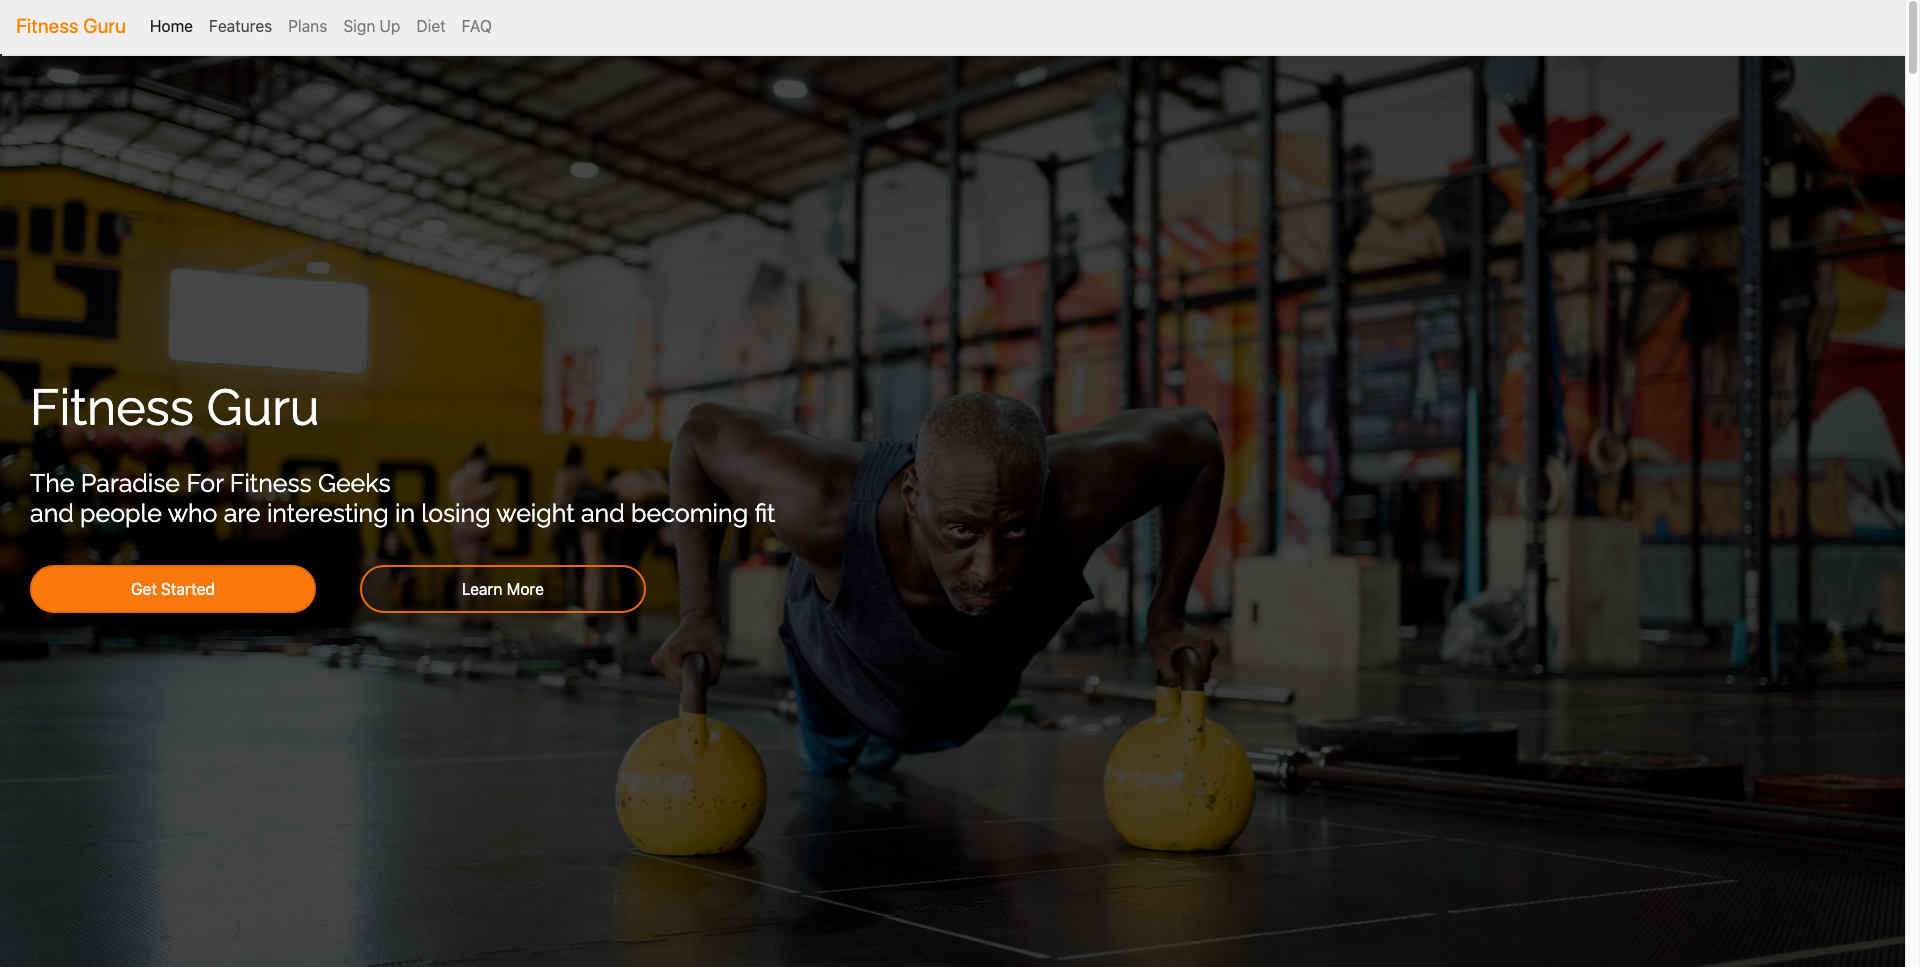 Fitness Guru Home Features Plans Sign Up Diet FAQ
Fitness Guru
The Paradise For Fitness Geeks
and people who are interesting in losing weight and becoming fit
Get Started Learn More